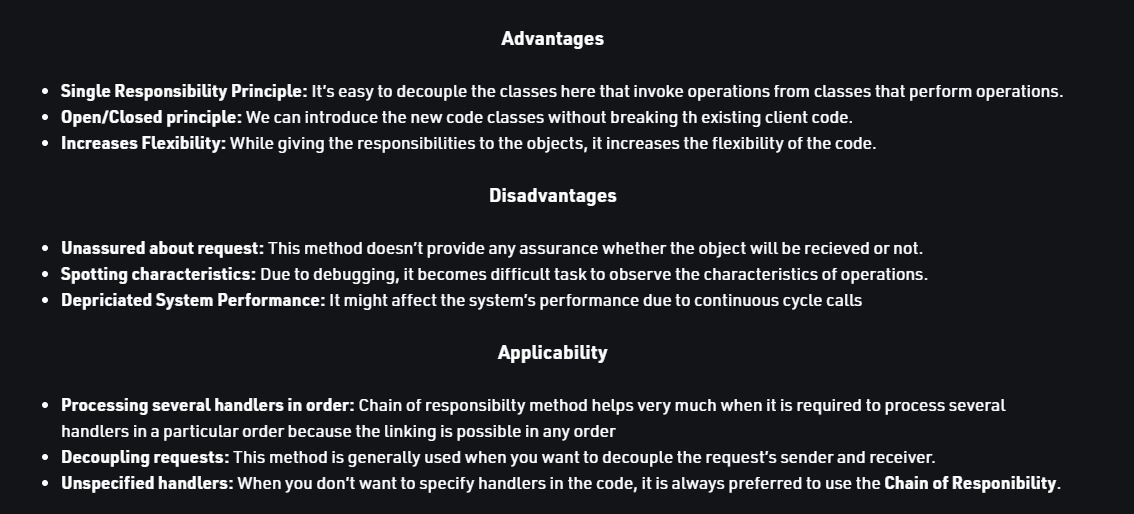 Advantages
• Single Responsibility Principle: It's easy to decouple the classes here that invoke operations from classes that perform operations.
• Open/Closed principle: We can introduce the new code classes without breaking th existing client code.
• Increases Flexibility: While giving the responsibilities to the objects, it increases the flexibility of the code.
Disadvantages
• Unassured about request: This method doesn't provide any assurance whether the object will be recieved or not.
• Spotting characteristics: Due to debugging, it becomes difficult task to observe the characteristics of operations.
• Depriciated System Performance: It might affect the system's performance due to continuous cycle calls
Applicability
• Processing several handlers in order: Chain of responsibilty method helps very much when it is required to process several
handlers in a particular order because the linking is possible in any order
• Decoupling requests: This method is generally used when you want to decouple the request's sender and receiver.
• Unspecified handlers: When you don't want to specify handlers in the code, it is always preferred to use the Chain of Responibility.